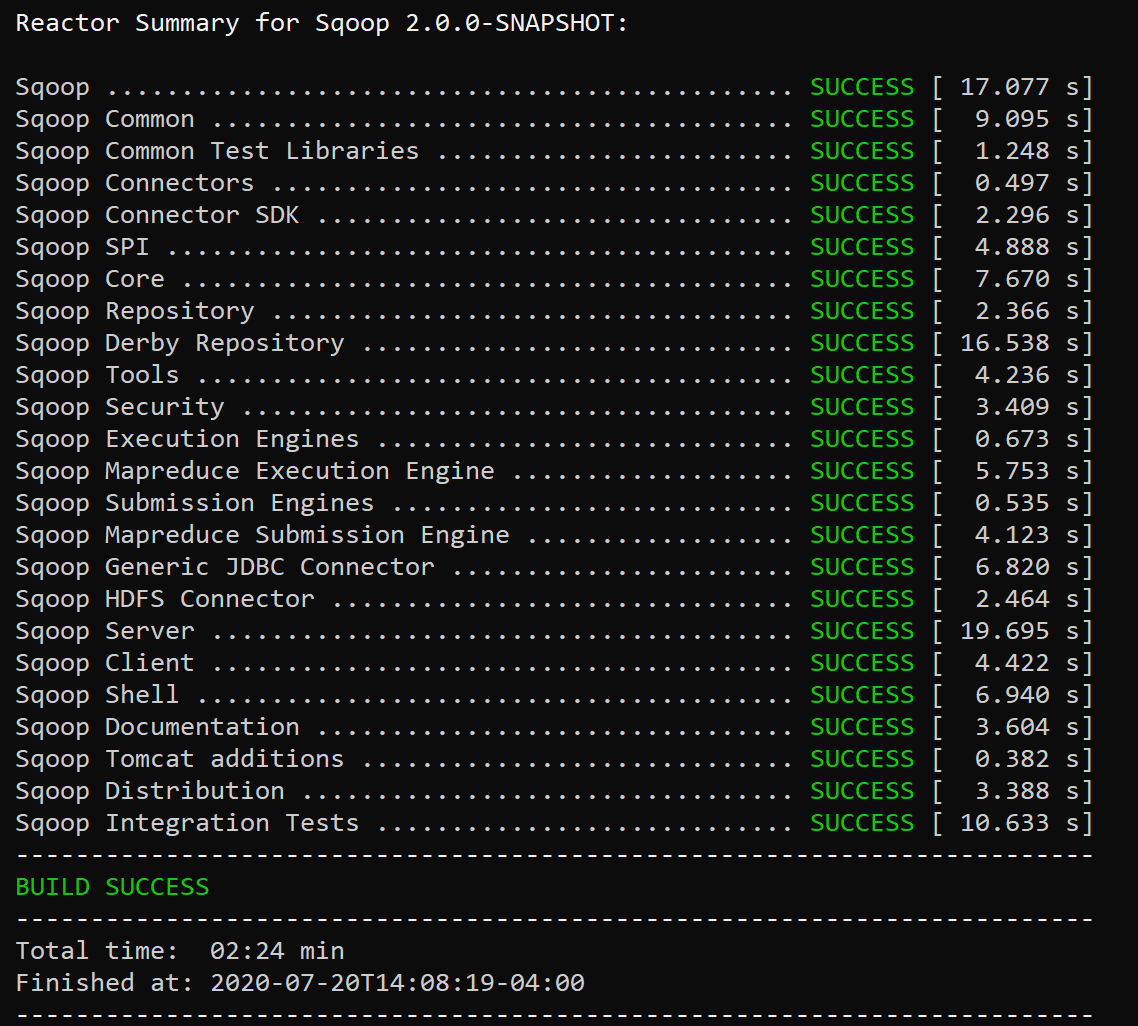 Reactor Summary for Sqoop 2.0.0-SNAPSHOT:
Sqoop .............................................. SUCCESS [ 17.077 s]
Sqoop Common ....................................... SUCCESS [  9.095 s]
Sqoop Common Test Libraries ........................ SUCCESS [  1.248 s]
Sqoop Connectors ................................... SUCCESS [  0.497 s]
Sqoop Connector SDK ................................ SUCCESS [  2.296 s]
Sqoop SPI .......................................... SUCCESS [  4.888 s]
Sqoop Core ......................................... SUCCESS [  7.670 s]
Sqoop Repository ................................... SUCCESS [  2.366 s]
Sqoop Derby Repository ............................. SUCCESS [ 16.538 s]
Sqoop Tools ........................................ SUCCESS [  4.236 s]
Sqoop Security ..................................... SUCCESS [  3.409 s]
Sqoop Execution Engines ............................ SUCCESS [  0.673 s]
Sqoop Mapreduce Execution Engine ................... SUCCESS [  5.753 s]
Sqoop Submission Engines ........................... SUCCESS [  0.535 s]
Sqoop Mapreduce Submission Engine .................. SUCCESS [  4.123 s]
Sqoop Generic JDBC Connector ....................... SUCCESS [  6.820 s]
Sqoop HDFS Connector ............................... SUCCESS [  2.464 s]
Sqoop Server ....................................... SUCCESS [ 19.695 s]
Sqoop Client ....................................... SUCCESS [  4.422 s]
Sqoop Shell ........................................ SUCCESS [  6.940 s]
Sqoop Documentation ................................ SUCCESS [  3.604 s]
Sqoop Tomcat additions ............................. SUCCESS [  0.382 s]
Sqoop Distribution ................................. SUCCESS [  3.388 s]
Sqoop Integration Tests ............................ SUCCESS [ 10.633 s]
------------------------------------------------------------------------
BUILD SUCCESS
------------------------------------------------------------------------
Total time:  02:24 min
Finished at: 2020-07-20T14:08:19-04:00
------------------------------------------------------------------------